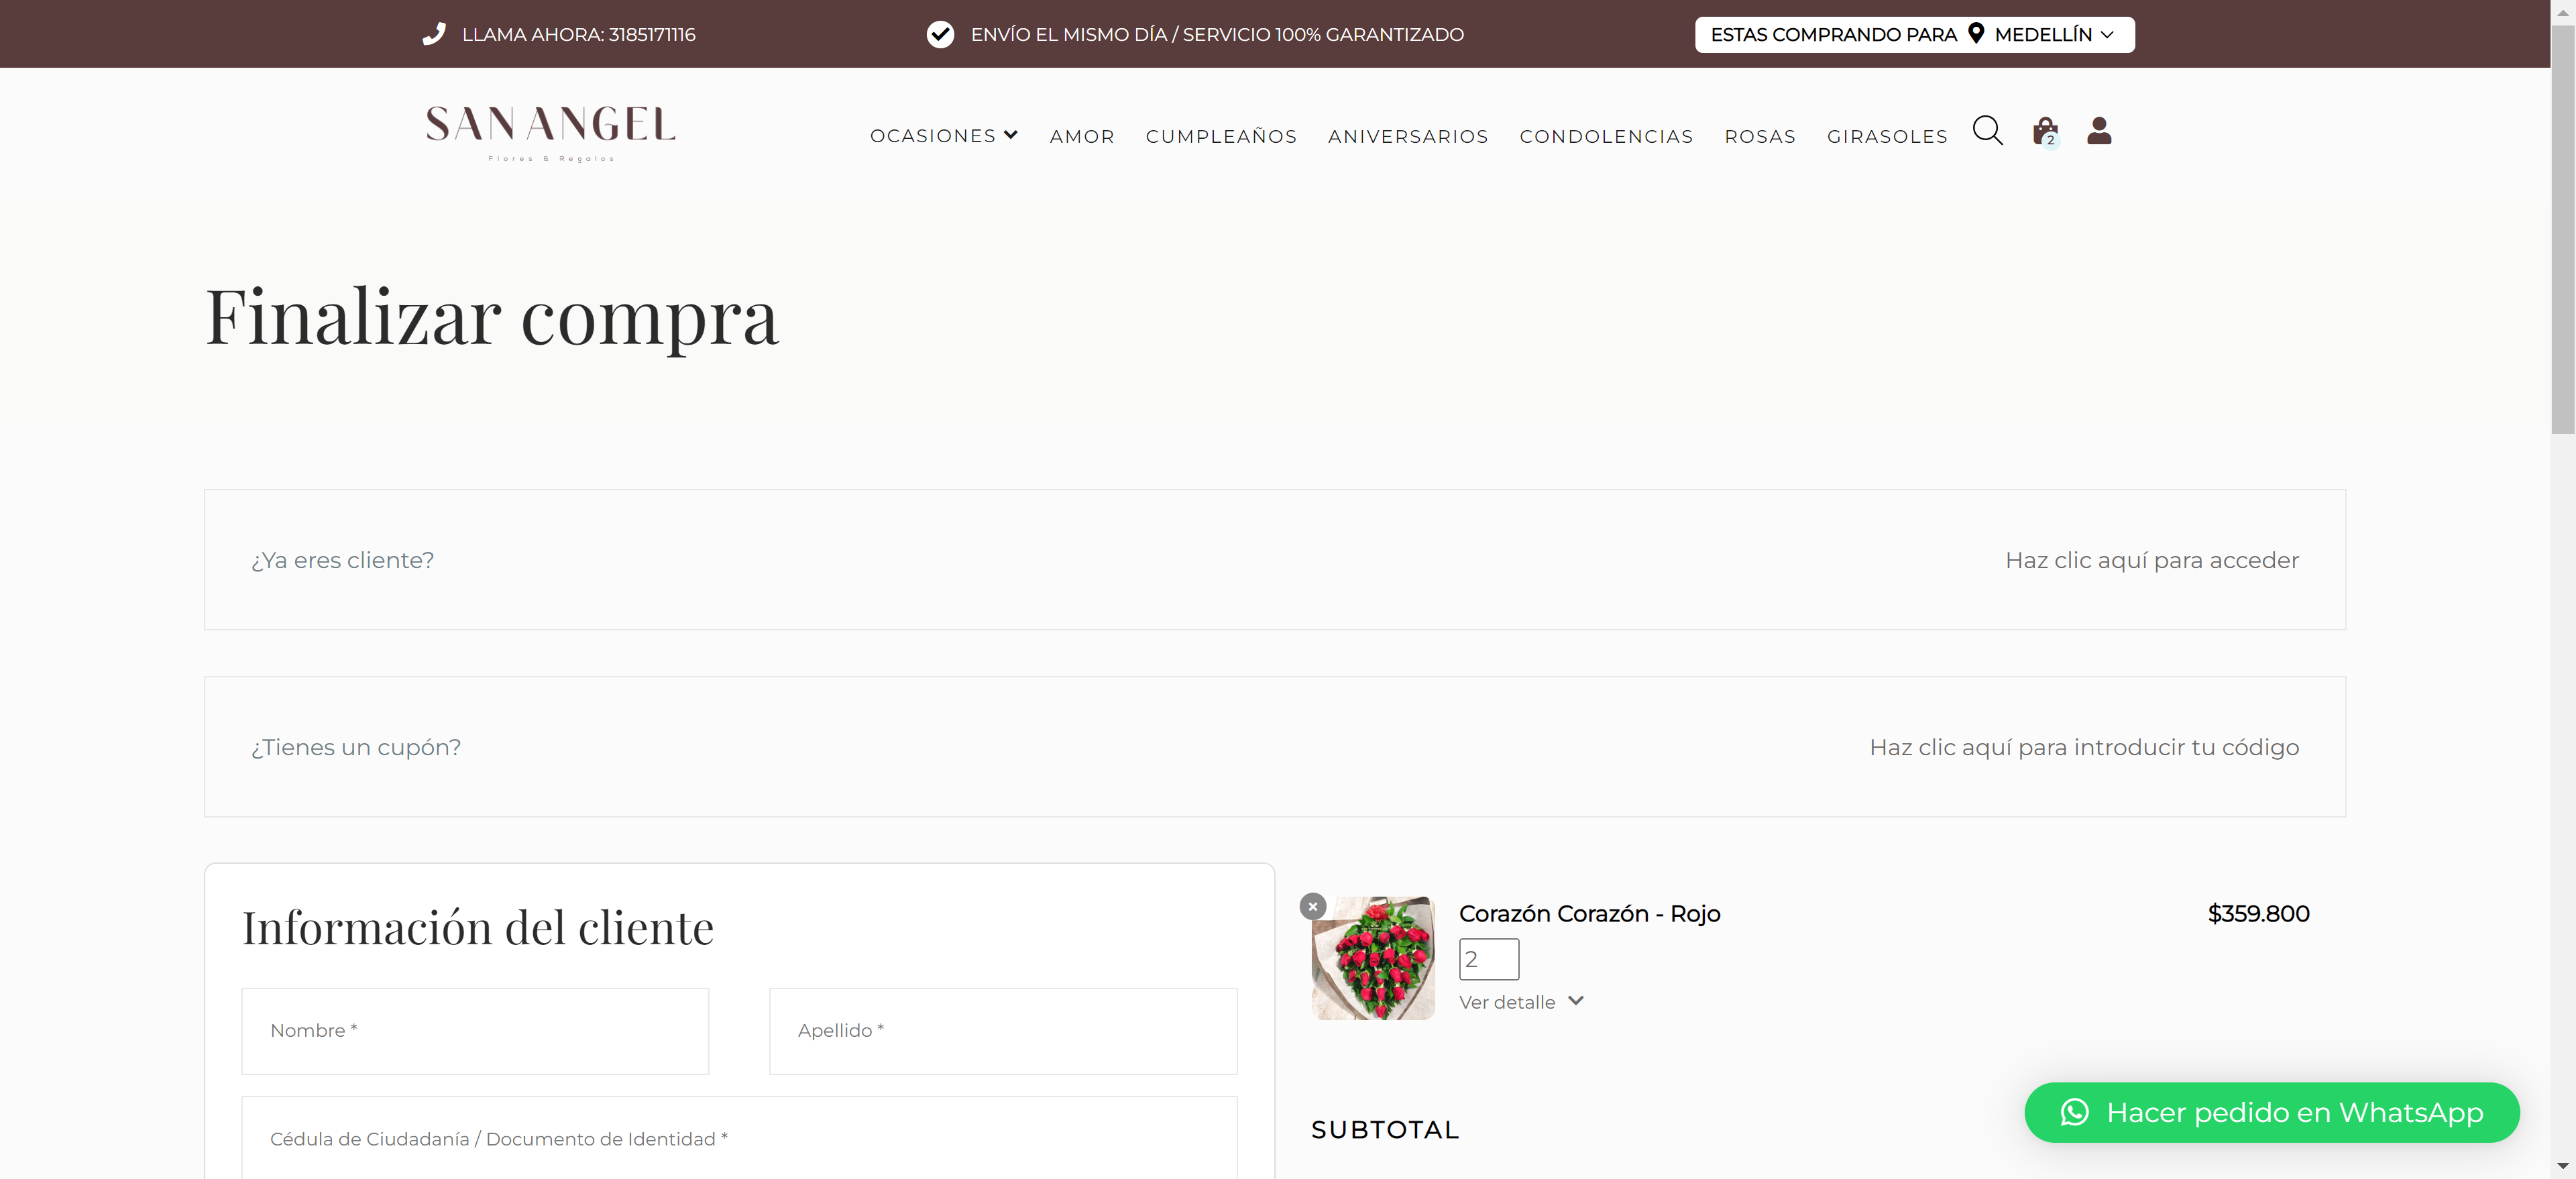 LLAMA AHORA: 3185171116
ENVÍO EL MISMO DÍA / SERVICIO 100% GARANTIZADO
ESTAS COMPRANDO PARA MEDELLÍN
SAN ANGEL
Flores & Regalos
OCASIONES
AMOR
CUMPLEAÑOS
ANIVERSARIOS
CONDOLENCIAS
ROSAS
GIRASOLES
2
Finalizar compra
¿Ya eres cliente?
Haz clic aquí para acceder
¿Tienes un cupón?
Haz clic aquí para introducir tu código
Información del cliente
Nombre *
Apellido *
Cédula de Ciudadanía / Documento de Identidad *
Corazón Corazón - Rojo
$359.800
2
Ver detalle
SUBTOTAL
Hacer pedido en WhatsApp